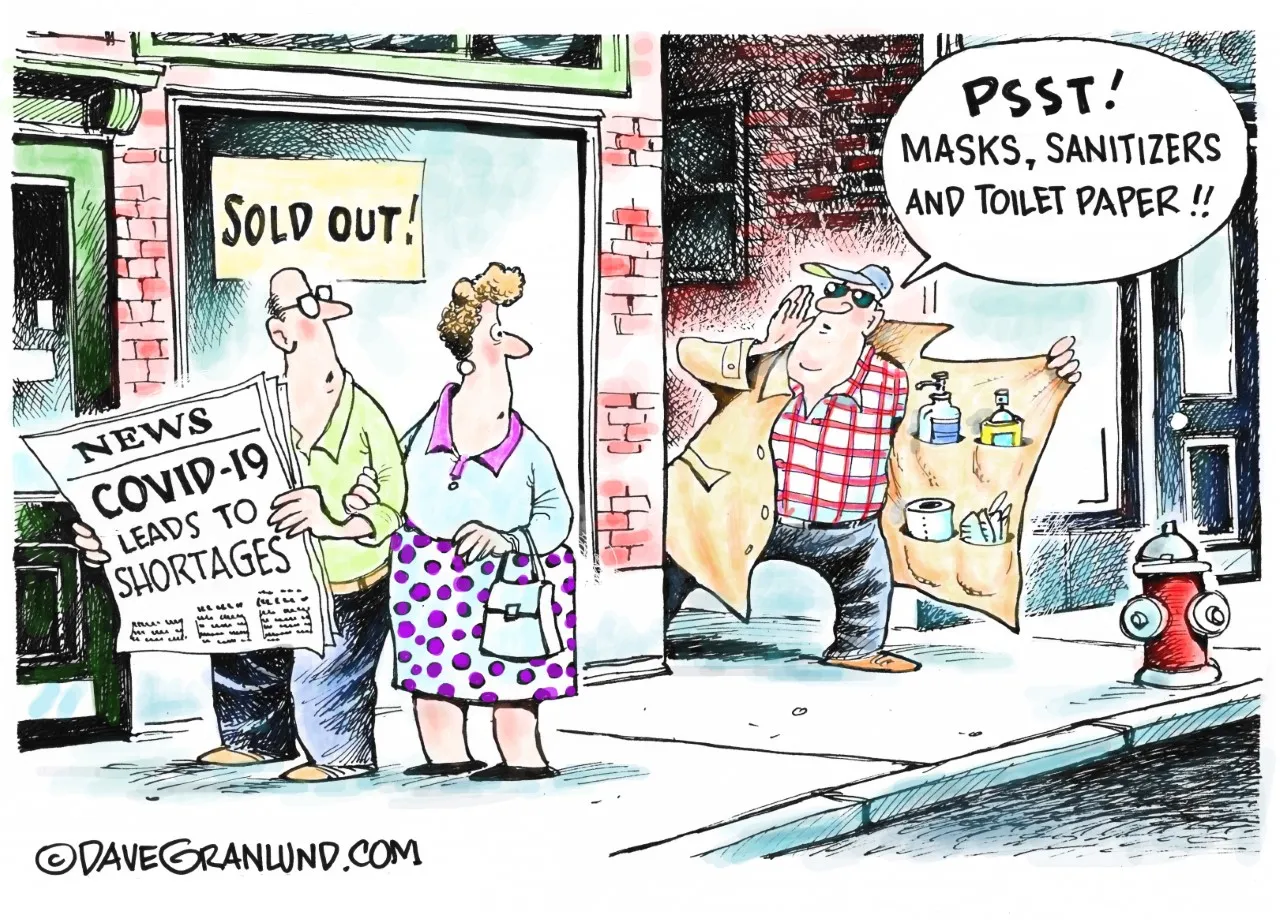 SOLD OUT!
PSST!
MASKS, SANITIZERS
AND TOILET PAPER!!
NEWS
COVID-19
LEADS TO
SHORTAGES
©DAVEGRANLUND.COM